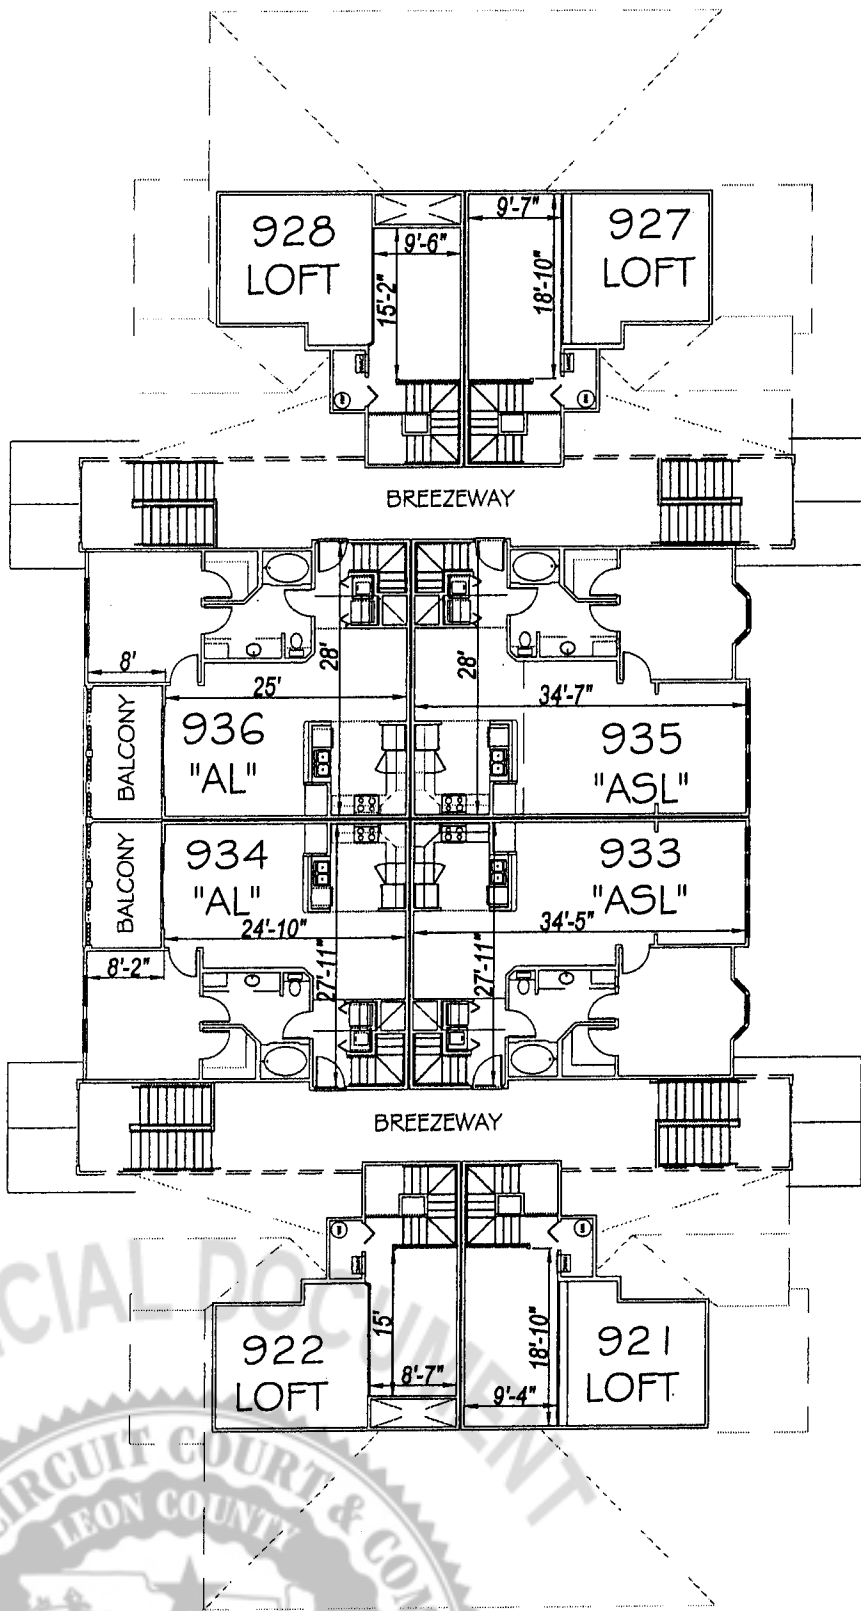 928
LOFT
9'-6"
15'-2"
9'-7"
18'-10"
927
LOFT
BREEZEWAY
8'
25'
28'
28'
34'-7"
BALCONY
936
"AL"
935
"ASL"
BALCONY
934
"AL"
933
"ASL"
24'-10"
34'-5"
8'-2"
27'-11"
27'-11"
BREEZEWAY
922
LOFT
15'
8'-7"
18'-10"
9'-4"
921
LOFT
CIAL DOCUMENT
CIRCUIT COURT & COM
LEON COUNTY